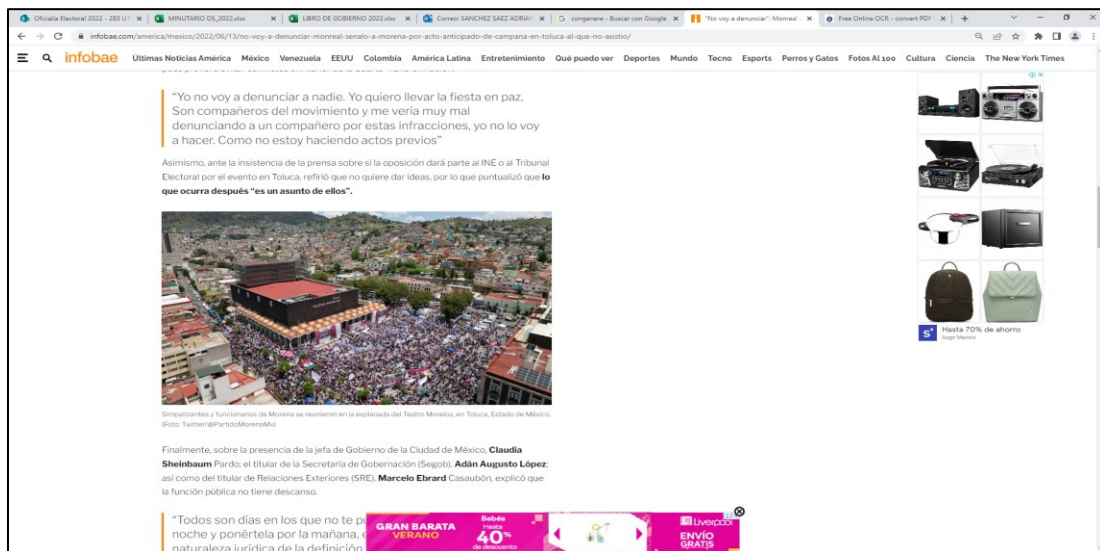 Oficialia Electoral 2022 - 283 UT
MINUTARIO DS_2022.xlsx
LIBRO DE GOBIERNO 2022.xlsx
Correo: SANCHEZ SAEZ ADRIA
congenere - Buscar con Google
"No voy a denunciar": Monreal
Free Online OCR - convert PDF
infobae.com/america/mexico/2022/06/13/no-voy-a-denunciar-monreal-senalo-a-morena-por-acto-anticipado-de-campana-en-toluca-al-que-no-asistio/
infobae Últimas Noticias América México Venezuela EEUU Colombia América Latina Entretenimiento Qué puedo ver Deportes Mundo Tecno Esports Perros y Gatos Fotos Al 100 Cultura Ciencia The New York Times
"Yo no voy a denunciar a nadie. Yo quiero llevar la fiesta en paz,
Son compañeros del movimiento y me vería muy mal
denunciando a un compañero por estas infracciones, yo no lo voy
a hacer. Como no estoy haciendo actos previos"
Asimismo, ante la insistencia de la prensa sobre si la oposición dará parte al INE o al Tribunal
Electoral por el evento en Toluca, refirió que no quiere dar ideas, por lo que puntualizó que lo
que ocurra después "es un asunto de ellos".
Simpatizantes y funcionarios de Morena se reunieron en la explanada del Teatro Morelos, en Toluca, Estado de México.
(Foto: Twitter/@PartidoMorenaMx)
Hasta 70% de ahorro
Suga Mexico
Finalmente, sobre la presencia de la jefa de Gobierno de la Ciudad de México, Claudia
Sheinbaum Pardo; el titular de la Secretaría de Gobernación (Segob), Adán Augusto López;
así como del titular de Relaciones Exteriores (SRE), Marcelo Ebrard Casaubón, explicó que
la función pública no tiene descanso.
"Todos son días en los que no te
noche y ponértela por la mañana,
naturaleza jurídica de la definición
GRAN BARATA
VERANO
Bebés
Hasta
40%
de descuento
Liverpool
ENVÍO
GRATIS